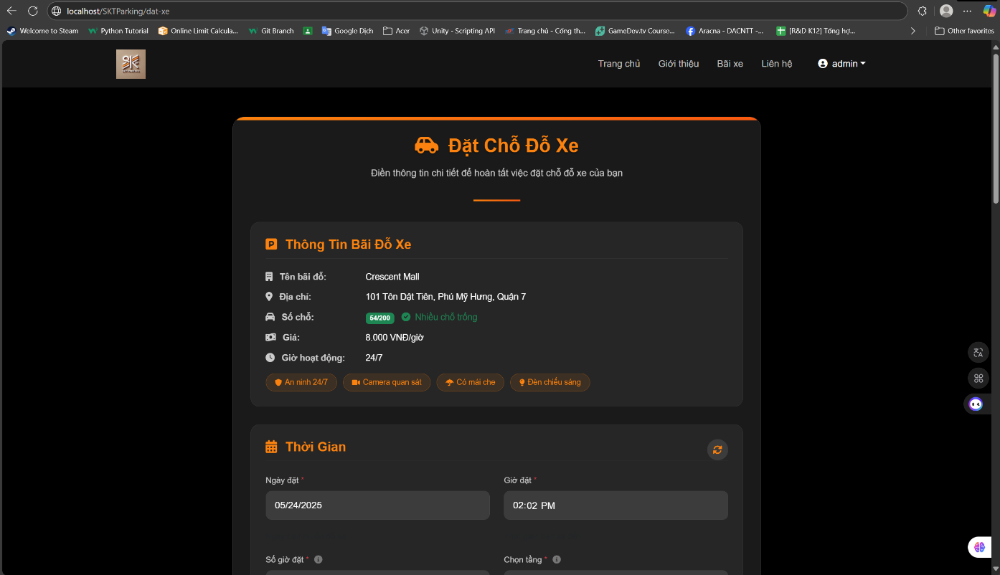 localhost/SKTParking/dat-xe
Welcome to Steam
Python Tutorial
Online Limit Calcula...
Git Branch
Google Dịch
Acer
Unity - Scripting API
Trang chủ - Cổng th...
GameDev.tv Course...
Aracna - DACNTT -...
[R&D K12] Tổng hợ...
Other favorites
SK
Trang chủ
Giới thiệu
Bãi xe
Liên hệ
admin
Đặt Chỗ Đỗ Xe
Điền thông tin chi tiết để hoàn tất việc đặt chỗ đỗ xe của bạn
P
Thông Tin Bãi Đỗ Xe
Tên bãi đỗ: Crescent Mall
Địa chỉ: 101 Tôn Dật Tiên, Phú Mỹ Hưng, Quận 7
Số chỗ: 54/200 Nhiều chỗ trống
Giá: 8.000 VNĐ/giờ
Giờ hoạt động: 24/7
An ninh 24/7
Camera quan sát
Có mái che
Đèn chiếu sáng
Thời Gian
Ngày đặt *
Giờ đặt *
05/24/2025
02:02 PM
Số giờ đặt *
Chọn tầng *